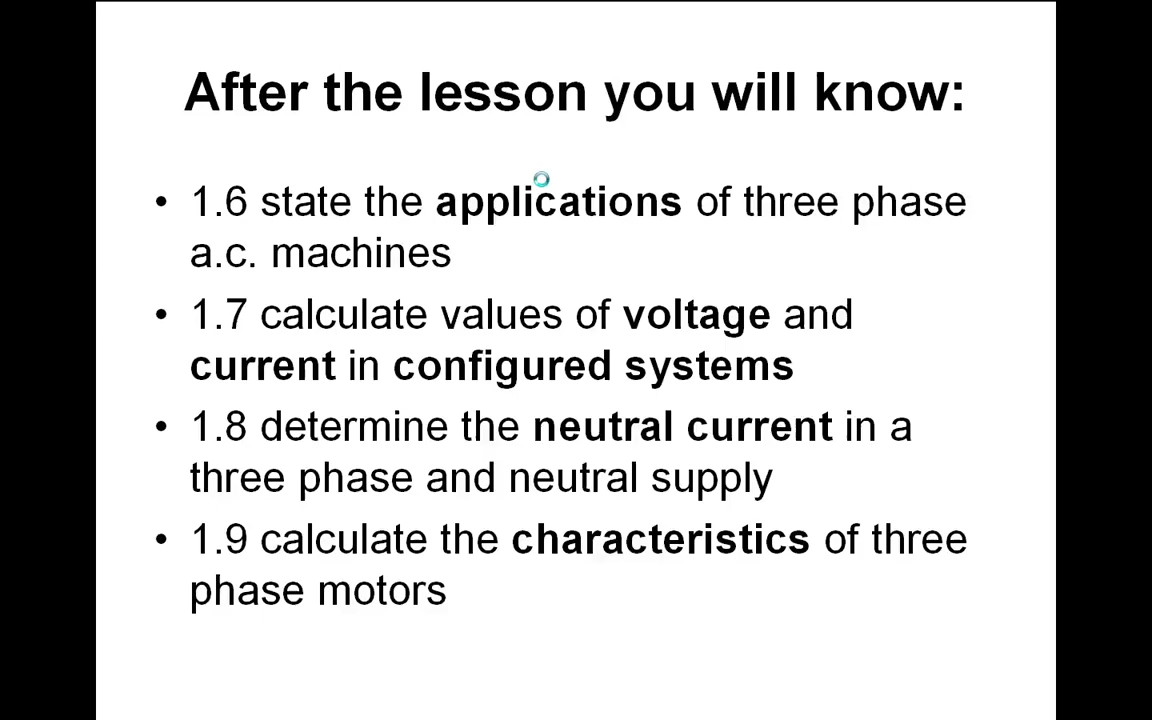 After the lesson you will know:
• 1.6 state the applications of three phase
a.c. machines
• 1.7 calculate values of voltage and
current in configured systems
• 1.8 determine the neutral current in a
three phase and neutral supply
• 1.9 calculate the characteristics of three
phase motors